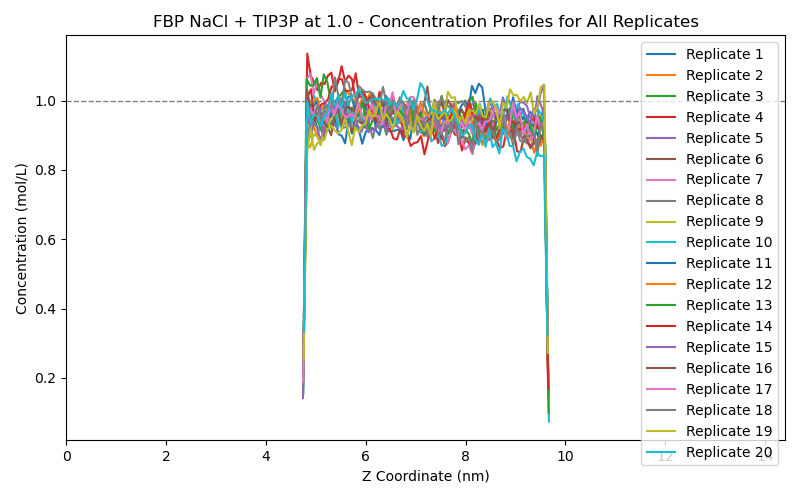 FBP NaCl + TIP3P at 1.0 - Concentration Profiles for All Replicates
Concentration (mol/L)
1.0
0.8
0.6
0.4
0.2
0
2
4
6
8
10
12
14
Z Coordinate (nm)
Replicate 1
Replicate 2
Replicate 3
Replicate 4
Replicate 5
Replicate 6
Replicate 7
Replicate 8
Replicate 9
Replicate 10
Replicate 11
Replicate 12
Replicate 13
Replicate 14
Replicate 15
Replicate 16
Replicate 17
Replicate 18
Replicate 19
Replicate 20